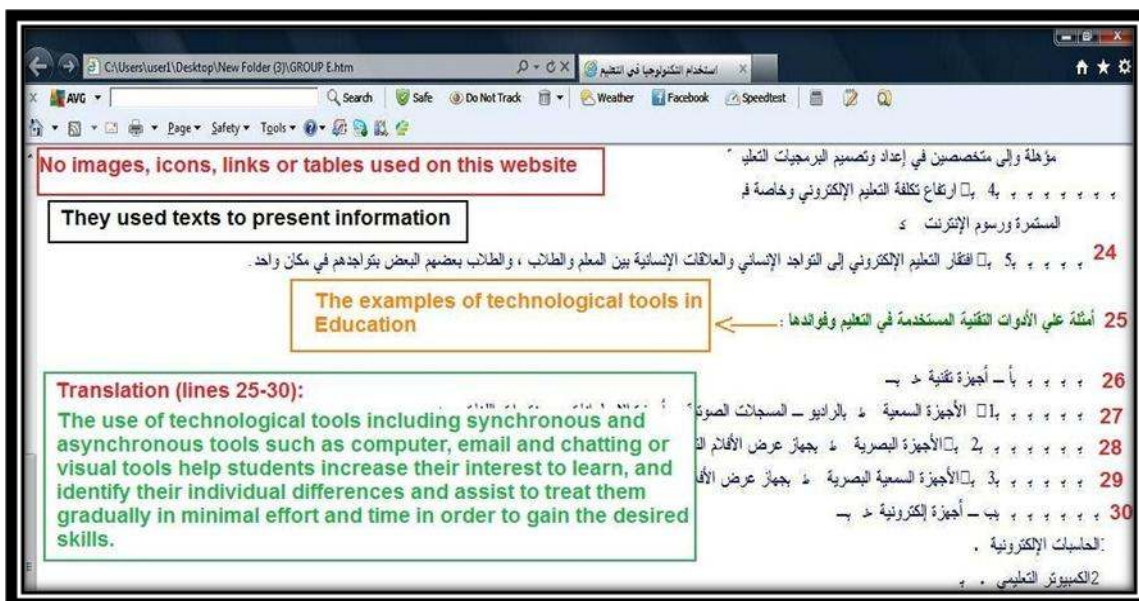 C:\Users\user1\Desktop\New Folder (3)\GROUP E.htm
استخدام التكنولوجيا في التعليم
AVG Search Safe Do Not Track Weather Facebook Speedtest
Page Safety Tools
No images, icons, links or tables used on this website
مؤهلة وإلى متخصصين في إعداد وتصميم البرمجيات التعليـ
4 ارتفاع تكلفة التعليم الإلكتروني وخاصة
They used texts to present information
المستمرة ورسوم الإنترنت
24 5 افتقار التعليم الإلكتروني إلى التواجد الإنساني والعلاقات الإنسانية بين المعلم والطلاب ، والطلاب بعضهم البعض بتواجدهم في مكان واحد.
The examples of technological tools in
Education
25 أمثلة علي الأدوات التقنية المستخدمة في التعليم وفوائدها :
26 أ – أجهزة تقنية
Translation (lines 25-30):
The use of technological tools including synchronous and
asynchronous tools such as computer, email and chatting or
visual tools help students increase their interest to learn, and
identify their individual differences and assist to treat them
gradually in minimal effort and time in order to gain the desired
skills.
27 1 الأجهزة السمعية بالراديو – المسجلات
28 2 الأجهزة البصرية بجهاز عرض الأفلام
29 3 الأجهزة السمعية البصرية بجهاز عرض
30 ب – أجهزة إلكترونية
الحاسبات الإلكترونية .
2الكمبيوتر التعليمي .